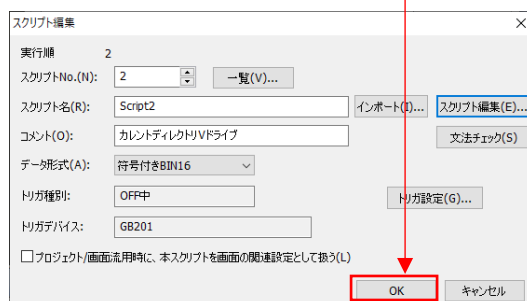 スクリプト編集
実行順 2
スクリプトNo.(N): 2 一覧(V)...
スクリプト名(R): Script2 インポート(I)... スクリプト編集(E)...
コメント(O): カレントディレクトリVドライブ 文法チェック(S)
データ形式(A): 符号付きBIN16
トリガ種別: OFF中 トリガ設定(G)...
トリガデバイス: GB201
プロジェクト/画面流用時に、本スクリプトを画面の関連設定として扱う(L)
OK キャンセル